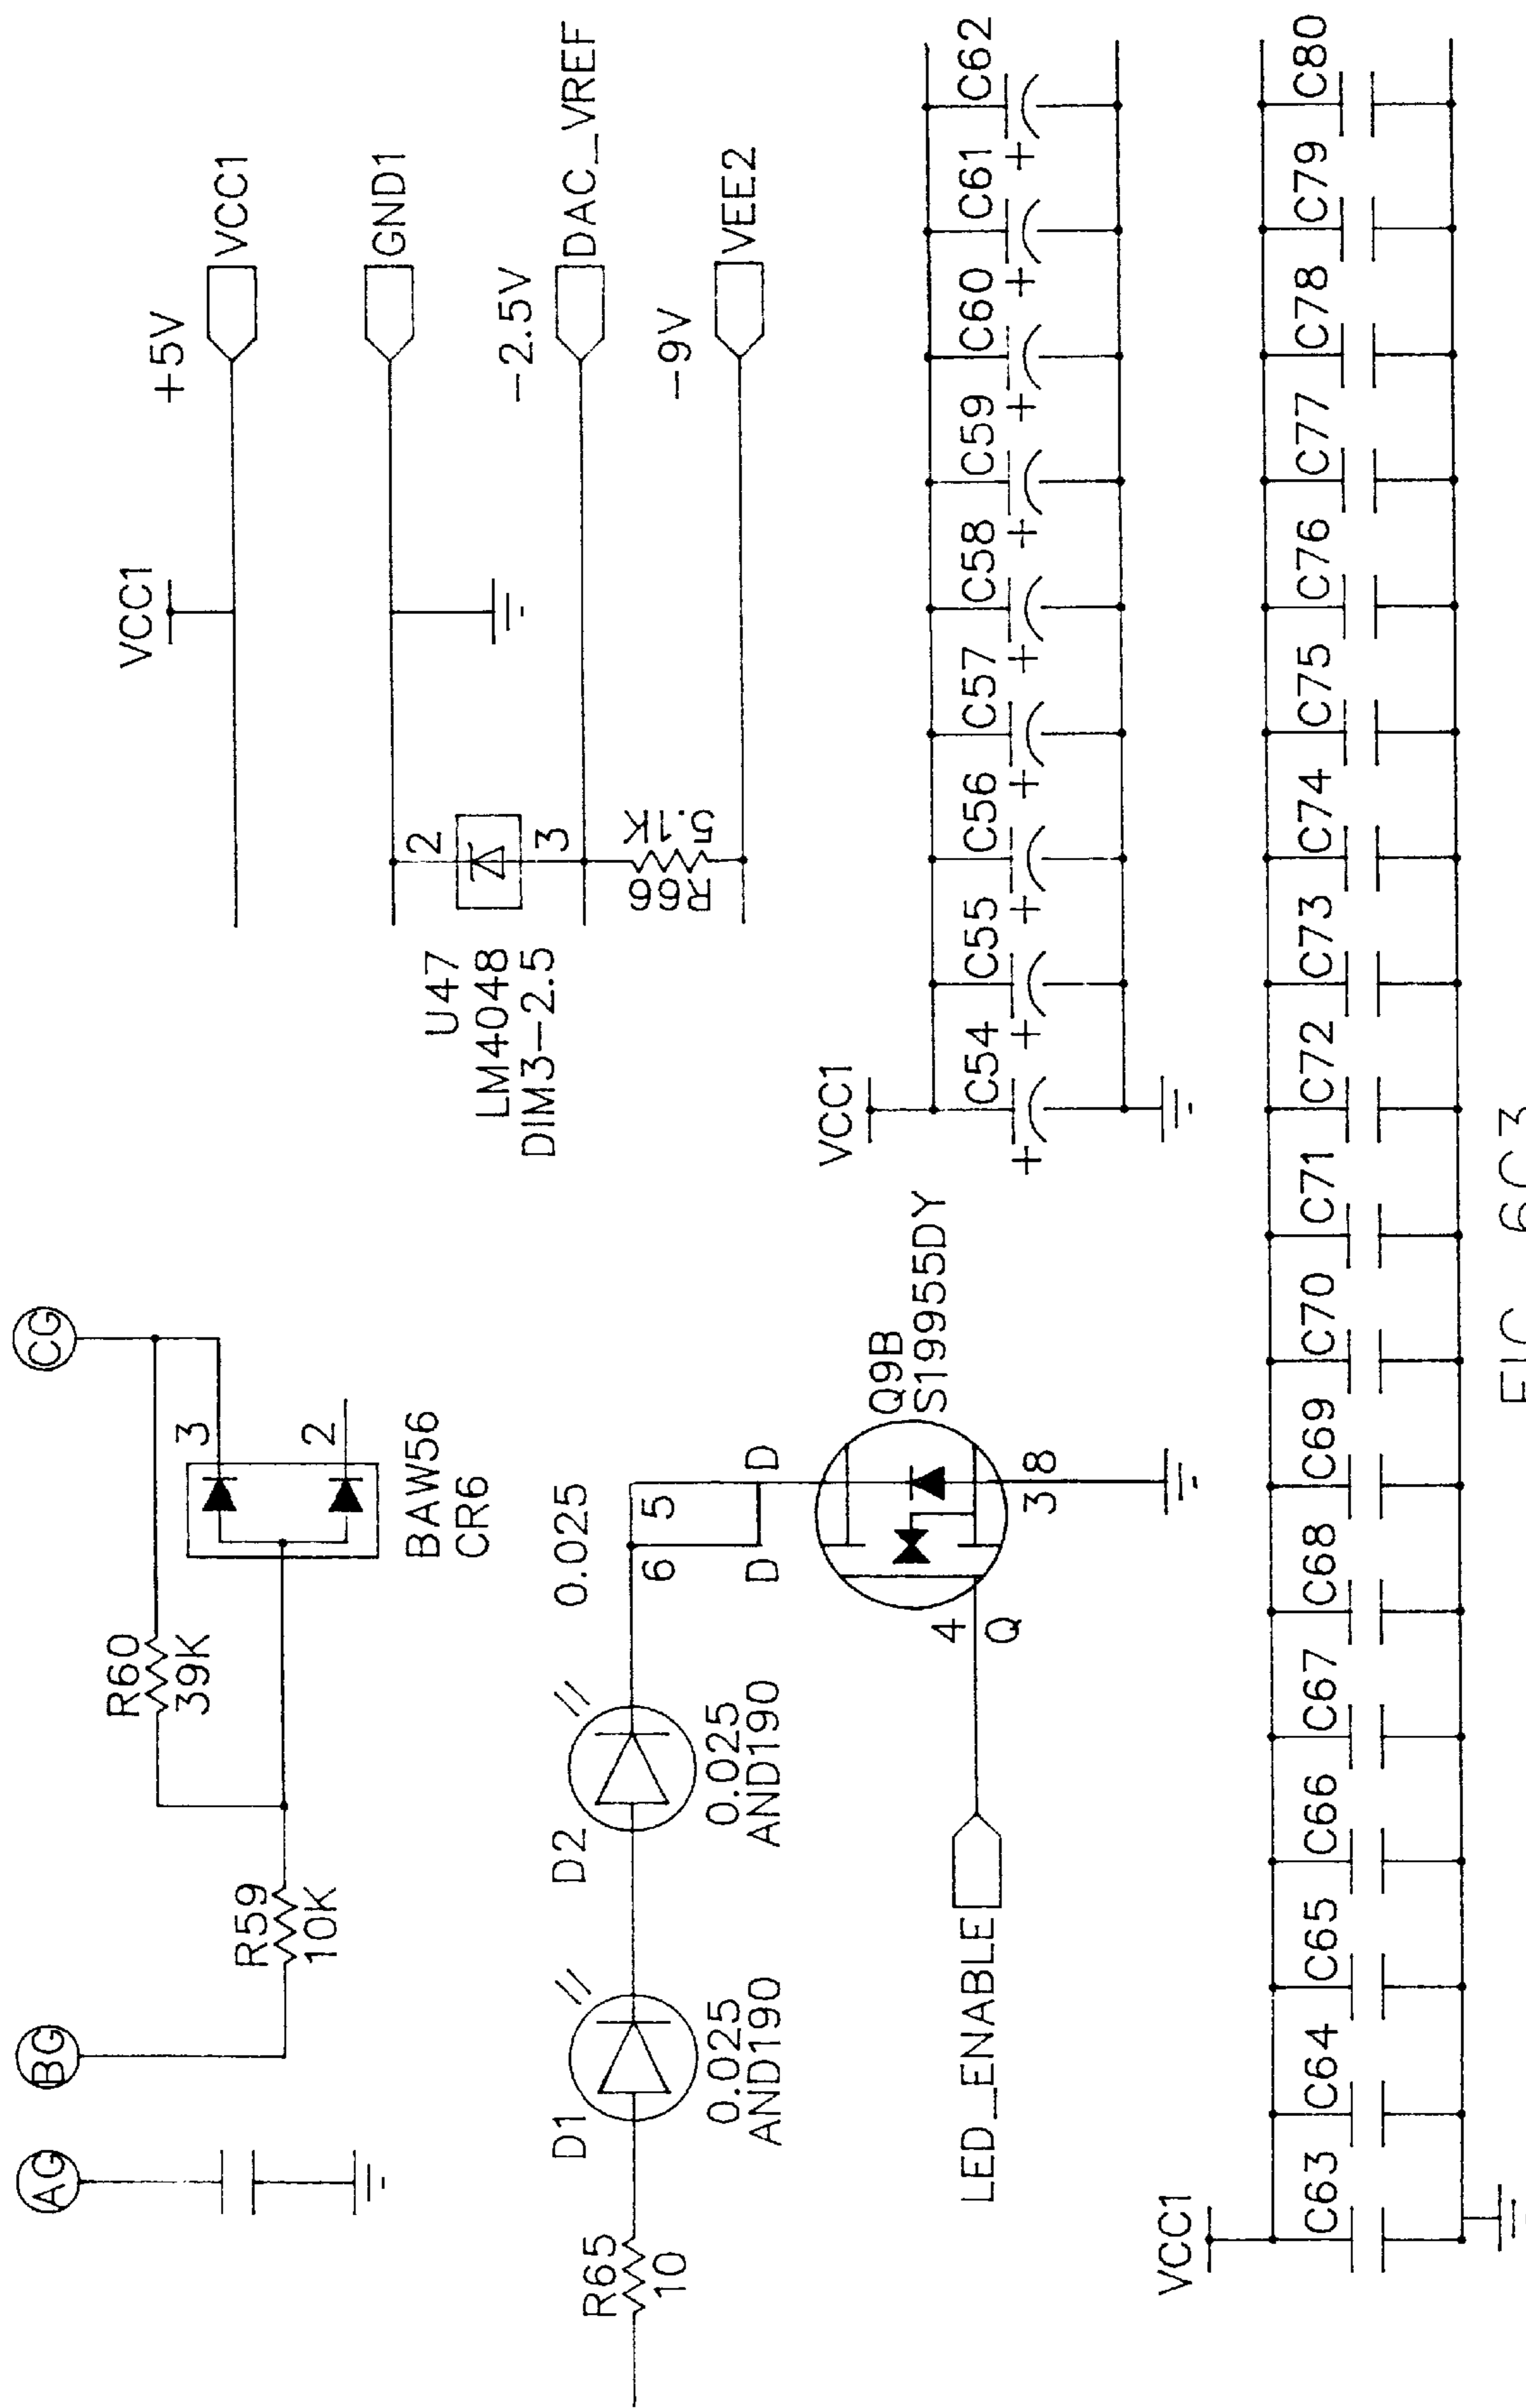 AG
BG
CG
R59
10K
R60
39K
3
2
BAW56
CR6
R65
10
D1
0.025
AND190
D2
0.025
AND190
0.025
6
5
D
D
Q9B
S19955DY
4
Q
3
8
LED_ENABLE
VCC1
+5V
VCC1
GND1
-2.5V
DAC_VREF
-9V
VEE2
U47
LM4048
DIM3-2.5
2
3
R66
5.1K
VCC1
C54
C55
C56
C57
C58
C59
C60
C61
C62
+
+
+
+
+
+
+
+
+
VCC1
C63
C64
C65
C66
C67
C68
C69
C70
C71
C72
C73
C74
C75
C76
C77
C78
C79
C80